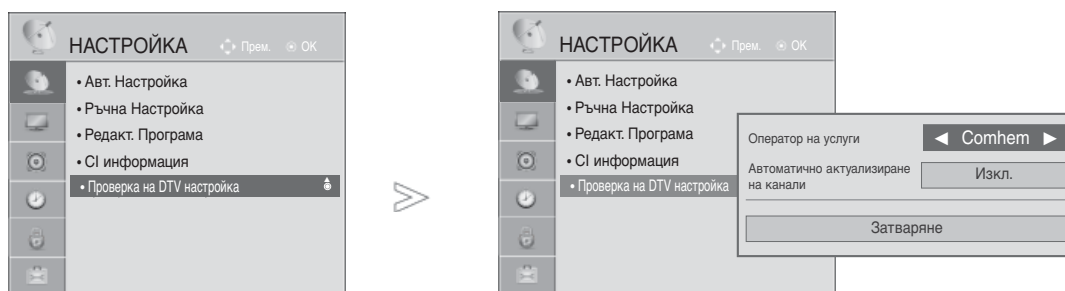 НАСТРОЙКА Прем. OK
• Авт. Настройка
• Ръчна Настройка
• Редакт. Програма
• CI информация
• Проверка на DTV настройка
НАСТРОЙКА Прем. OK
• Авт. Настройка
• Ръчна Настройка
• Редакт. Програма
• CI информация
• Проверка на DTV настройка
Оператор на услуги ◀ Comhem ▶
Автоматично актуализиране
на канали
Изкл.
Затваряне